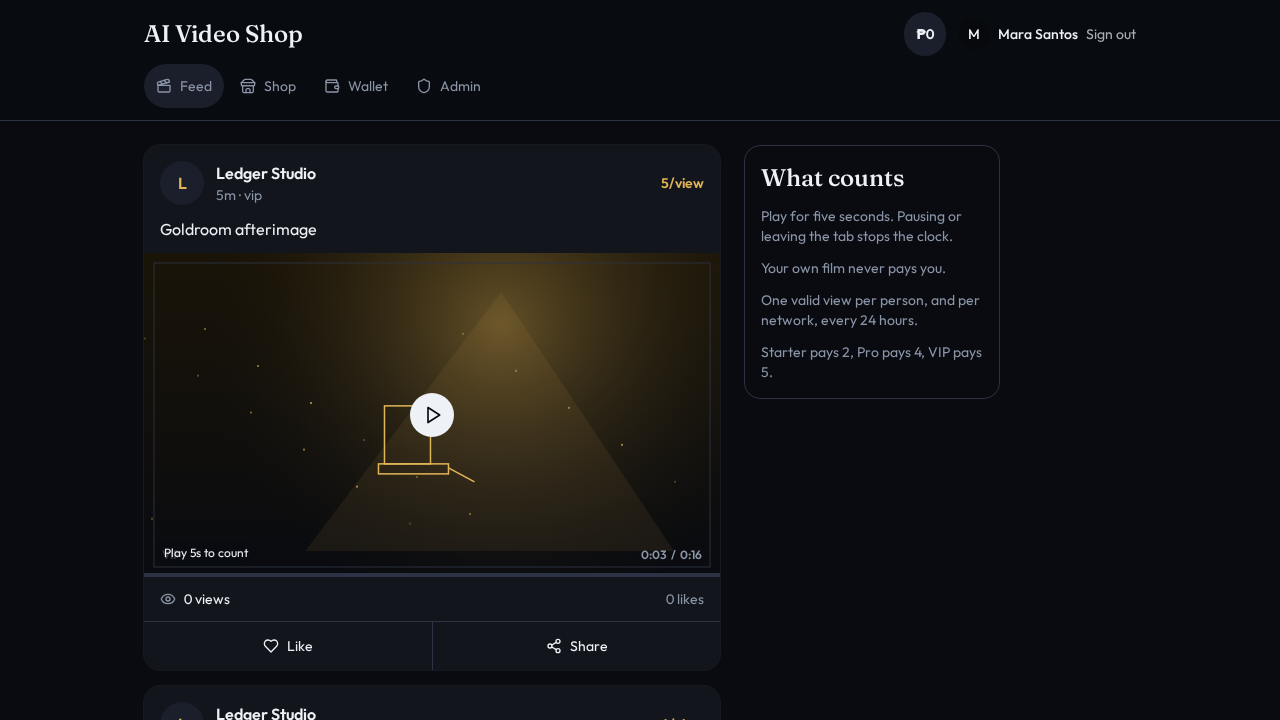 AI Video Shop
₱0
M
Mara Santos
Sign out
Feed
Shop
Wallet
Admin
L
Ledger Studio
5m · vip
5/view
Goldroom afterimage
Play 5s to count
0:03 / 0:16
0 views
0 likes
Like
Share
Ledger Studio
What counts
Play for five seconds. Pausing or
leaving the tab stops the clock.
Your own film never pays you.
One valid view per person, and per
network, every 24 hours.
Starter pays 2, Pro pays 4, VIP pays
5.